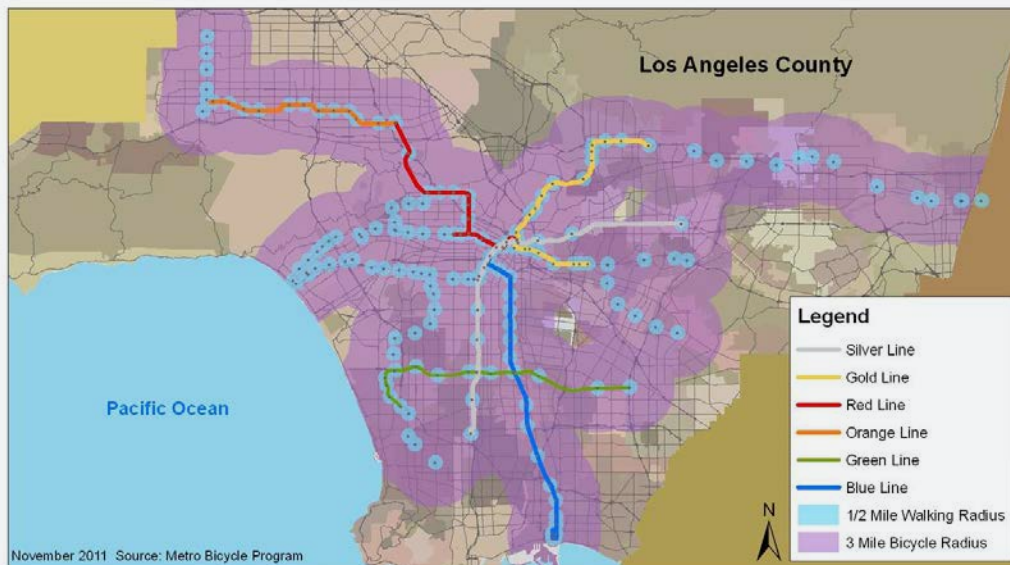 Los Angeles County
Pacific Ocean
Legend
Silver Line
Gold Line
Red Line
Orange Line
Green Line
Blue Line
1/2 Mile Walking Radius
3 Mile Bicycle Radius
N
November 2011 Source: Metro Bicycle Program